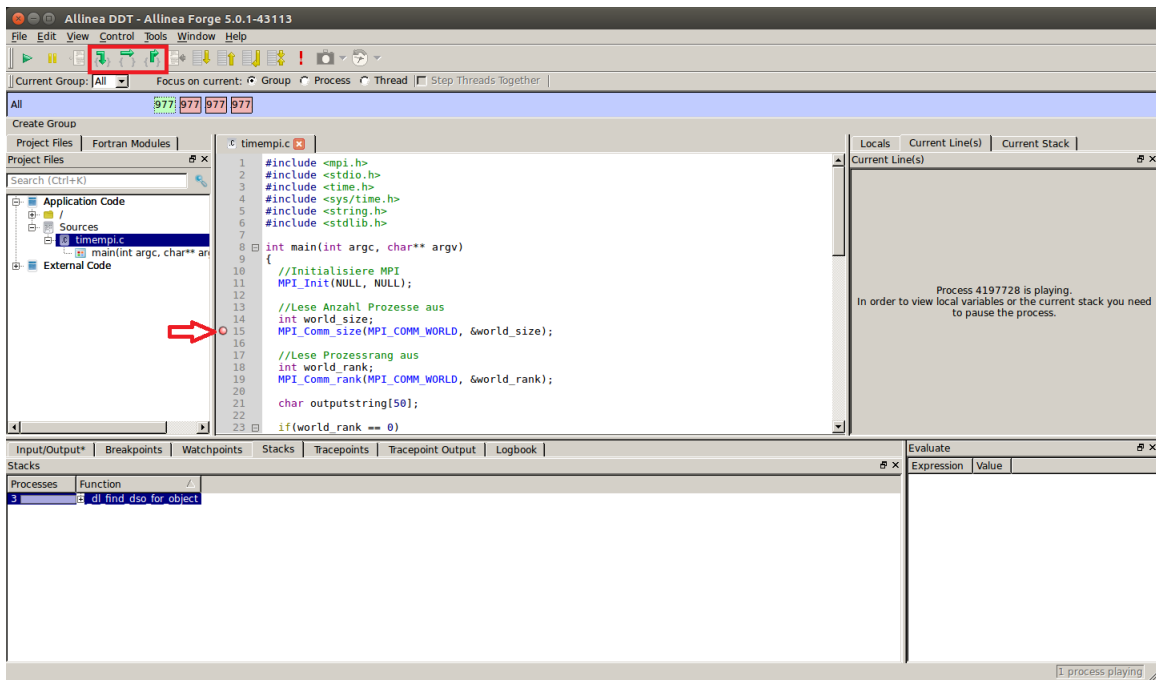 Allinea DDT - Allinea Forge 5.0.1-43113
File Edit View Control Tools Window Help
Current Group: All Focus on current: Group Process Thread Step Threads Together
All 977 977 977 977
Create Group
Project Files Fortran Modules
Project Files
Search (Ctrl+K)
Application Code
/
Sources
timempi.c
main(int argc, char** ar
External Code
timempi.c
1 #include <mpi.h>
2 #include <stdio.h>
3 #include <time.h>
4 #include <sys/time.h>
5 #include <string.h>
6 #include <stdlib.h>
7
8 int main(int argc, char** argv)
9 {
10 //Initialisiere MPI
11 MPI_Init(NULL, NULL);
12
13 //Lese Anzahl Prozesse aus
14 int world_size;
15 MPI_Comm_size(MPI_COMM_WORLD, &world_size);
16
17 //Lese Prozessrang aus
18 int world_rank;
19 MPI_Comm_rank(MPI_COMM_WORLD, &world_rank);
20
21 char outputstring[50];
22
23 if(world_rank == 0)
Locals Current Line(s) Current Stack
Current Line(s)
Process 4197728 is playing.
In order to view local variables or the current stack you need
to pause the process.
Input/Output* Breakpoints Watchpoints Stacks Tracepoints Tracepoint Output Logbook
Stacks
Processes Function
3 _dl_find_dso_for_object
Evaluate
Expression Value
1 process playing